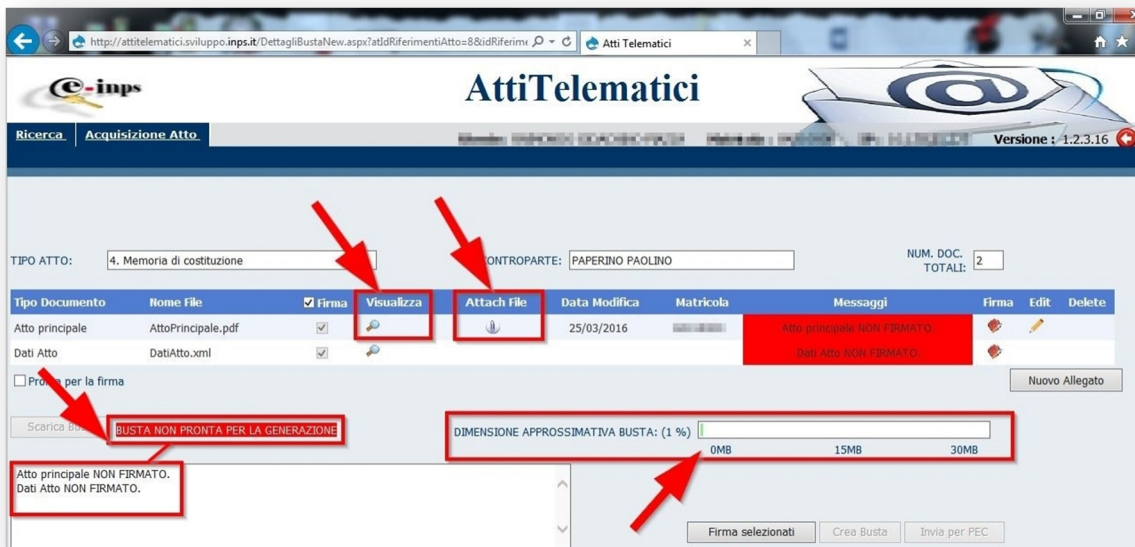 http://attitelematici.sviluppo.inps.it/DettagliBustaNew.aspx?atIdRiferimentiAtto=8&idRiferime
Atti Telematici
e-inps
AttiTelematici
Ricerca
Acquisizione Atto
Versione : 1.2.3.16
TIPO ATTO:
4. Memoria di costituzione
CONTROPARTE:
PAPERINO PAOLINO
NUM. DOC.
TOTALI:
2
Tipo Documento Nome File Firma Visualizza Attach File Data Modifica Matricola Messaggi Firma Edit Delete
Atto principale AttoPrincipale.pdf 25/03/2016 Atto principale NON FIRMATO.
Dati Atto DatiAtto.xml Dati Atto NON FIRMATO.
Pronta per la firma
Nuovo Allegato
Scarica
BUSTA NON PRONTA PER LA GENERAZIONE
DIMENSIONE APPROSSIMATIVA BUSTA: (1 %)
0MB 15MB 30MB
Atto principale NON FIRMATO.
Dati Atto NON FIRMATO.
Firma selezionati Crea Busta Invia per PEC